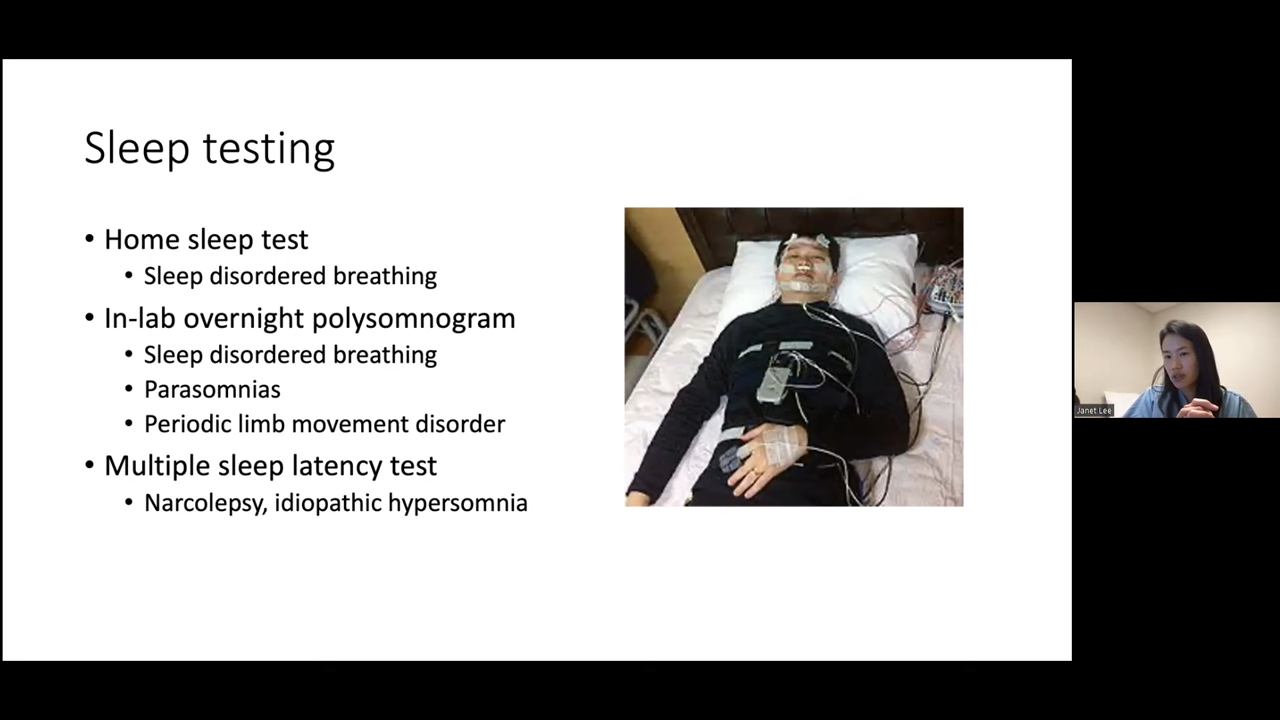 Sleep testing
• Home sleep test
• Sleep disordered breathing
• In-lab overnight polysomnogram
• Sleep disordered breathing
• Parasomnias
• Periodic limb movement disorder
• Multiple sleep latency test
• Narcolepsy, idiopathic hypersomnia
Janet Lee